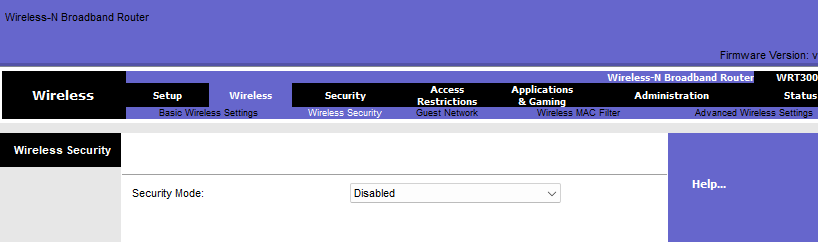 Wireless-N Broadband Router
Firmware Version: v
Wireless-N Broadband Router WRT300
Wireless
Setup Wireless Security Access Restrictions Applications & Gaming Administration Status
Basic Wireless Settings Wireless Security Guest Network Wireless MAC Filter Advanced Wireless Settings
Wireless Security
Help...
Security Mode: Disabled